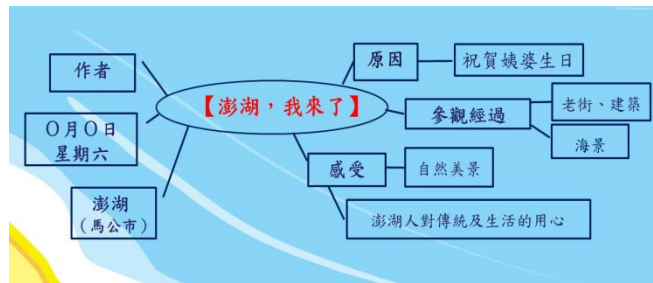 作者
〇月〇日
星期六
澎湖
(馬公市)
【澎湖，我來了】
原因
祝賀姨婆生日
參觀經過
老街、建築
海景
感受
自然美景
澎湖人對傳統及生活的用心